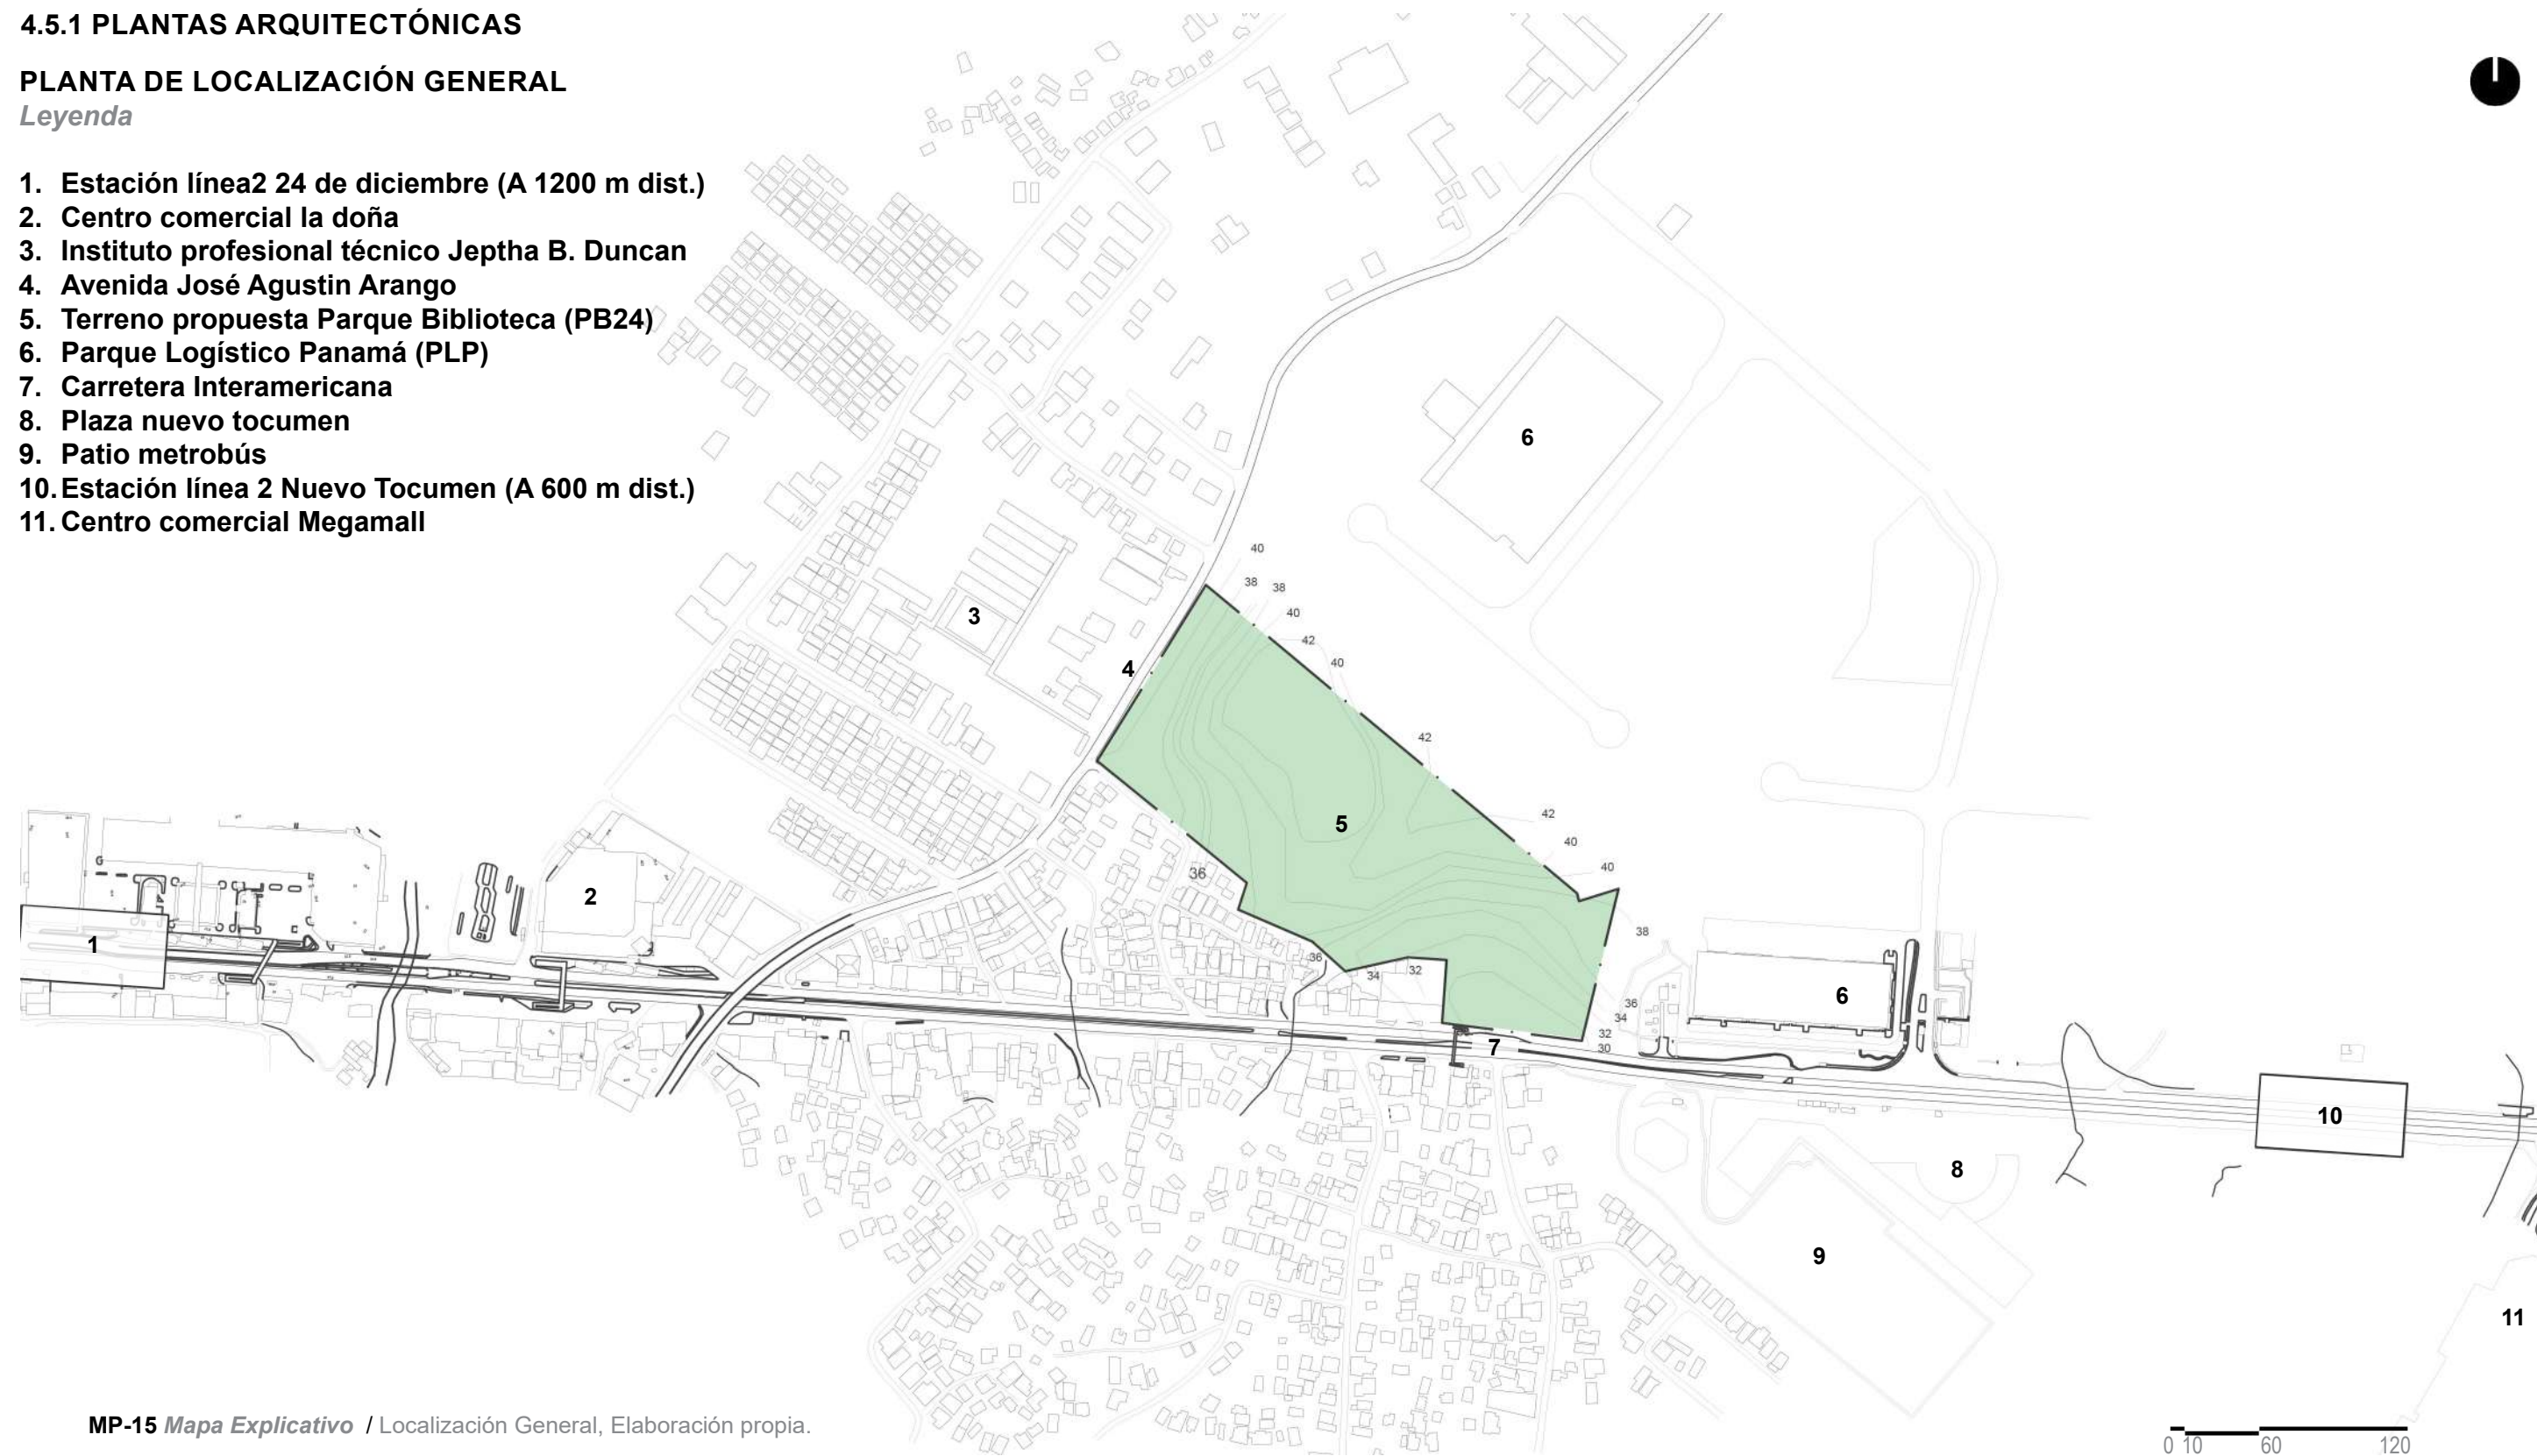 4.5.1 PLANTAS ARQUITECTÓNICAS
PLANTA DE LOCALIZACIÓN GENERAL
Leyenda
1. Estación línea2 24 de diciembre (A 1200 m dist.)
2. Centro comercial la doña
3. Instituto profesional técnico Jeptha B. Duncan
4. Avenida José Agustin Arango
5. Terreno propuesta Parque Biblioteca (PB24)
6. Parque Logístico Panamá (PLP)
7. Carretera Interamericana
8. Plaza nuevo tocumen
9. Patio metrobús
10. Estación línea 2 Nuevo Tocumen (A 600 m dist.)
11. Centro comercial Megamall
6
40
38
38
40
3
42
40
4
42
42
5
40
40
36
2
38
1
36
34
32
6
36
34
32
30
7
10
8
9
11
MP-15 Mapa Explicativo / Localización General, Elaboración propia.
0 10 60 120